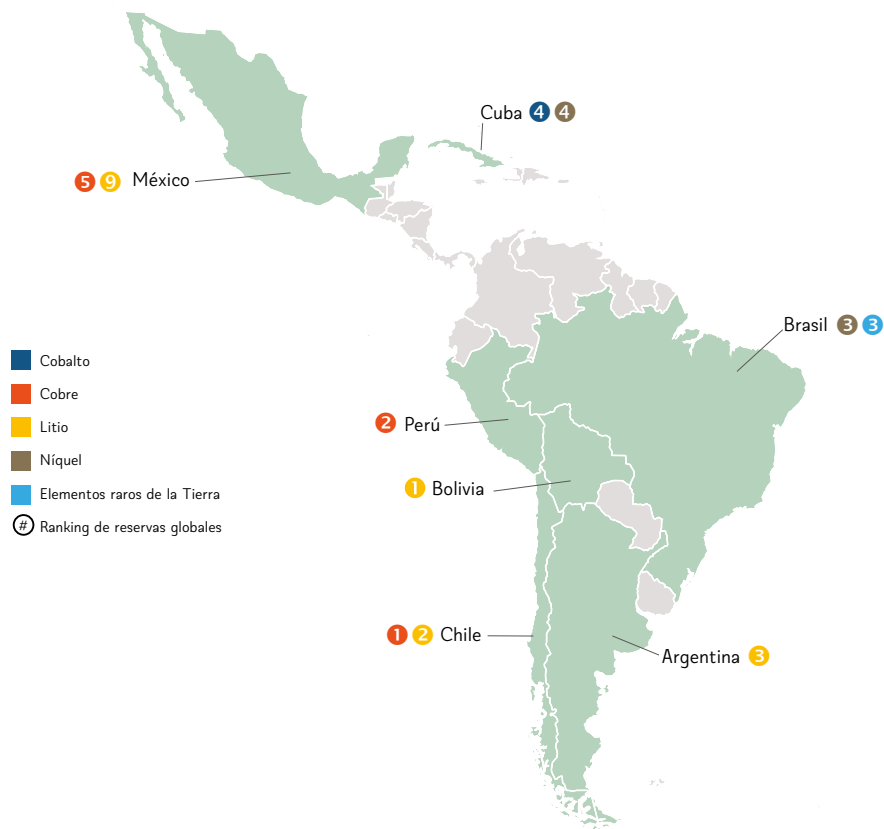 Cuba 4 4
5 9 México
Brasil 3 3
Cobalto
Cobre
Litio
Níquel
Elementos raros de la Tierra
# Ranking de reservas globales
2 Perú
1 Bolivia
1 2 Chile
Argentina 3